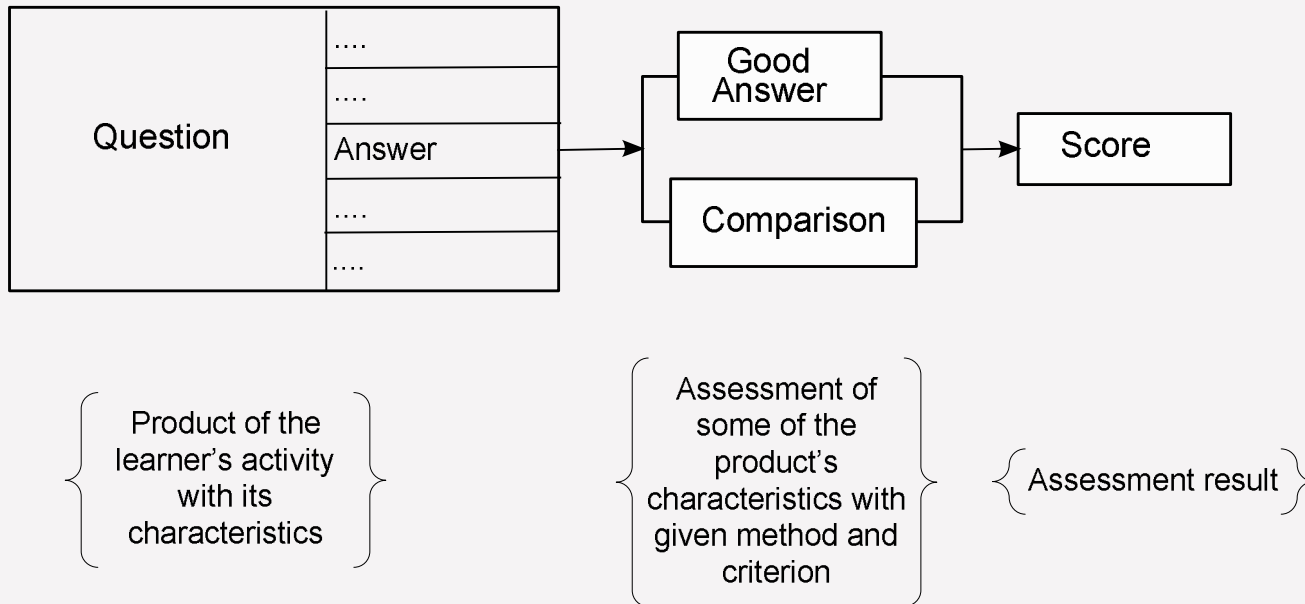 Question
....
....
Answer
....
....
Good
Answer
Comparison
Score
Product of the
learner's activity
with its
characteristics
Assessment of
some of the
product's
characteristics with
given method and
criterion
Assessment result